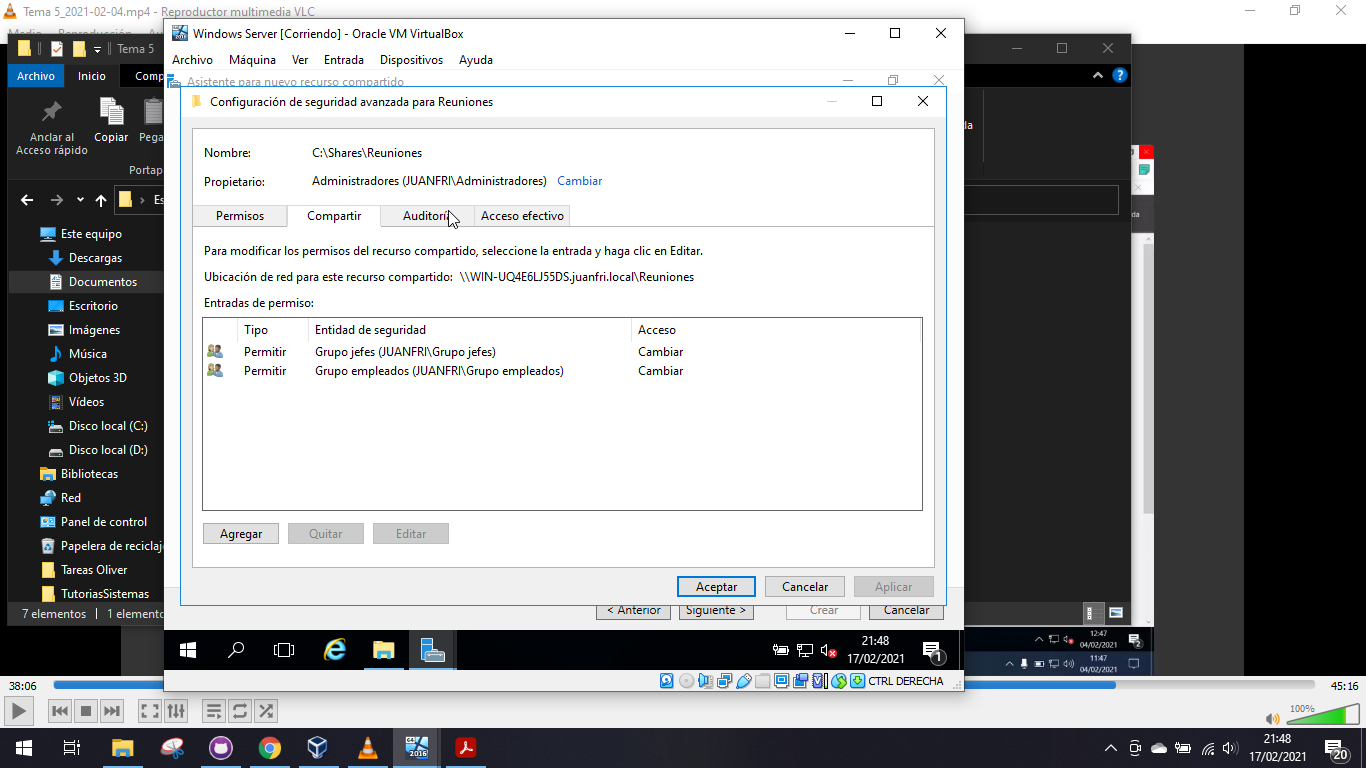 Tema 5_2021-02-04.mp4 - Reproductor multimedia VLC
Tema 5
Archivo
Inicio
Comp
Anclar al
Acceso rápido
Copiar
Pega
Portap
Es
Este equipo
Descargas
Documentos
Escritorio
Imágenes
Música
Objetos 3D
Vídeos
Disco local (C:)
Disco local (D:)
Bibliotecas
Red
Panel de control
Papelera de reciclaj
Tareas Oliver
TutoriasSistemas
7 elementos
1 elemento
Windows Server [Corriendo] - Oracle VM VirtualBox
Archivo Máquina Ver Entrada Dispositivos Ayuda
Asistente para nuevo recurso compartido
Configuración de seguridad avanzada para Reuniones
Nombre: C:\Shares\Reuniones
Propietario: Administradores (JUANFRI\Administradores) Cambiar
Permisos Compartir Auditoría Acceso efectivo
Para modificar los permisos del recurso compartido, seleccione la entrada y haga clic en Editar.
Ubicación de red para este recurso compartido: \\WIN-UQ4E6LJ55DS.juanfri.local\Reuniones
Entradas de permiso:
Tipo Entidad de seguridad Acceso
Permitir Grupo jefes (JUANFRI\Grupo jefes) Cambiar
Permitir Grupo empleados (JUANFRI\Grupo empleados) Cambiar
Agregar Quitar Editar
Aceptar Cancelar Aplicar
< Anterior Siguiente > Crear Cancelar
21:48
17/02/2021
1
CTRL DERECHA
da
da
12:47
04/02/2021
2
11:47
04/02/2021
38:06
45:16
100%
64
2016
21:48
17/02/2021
20